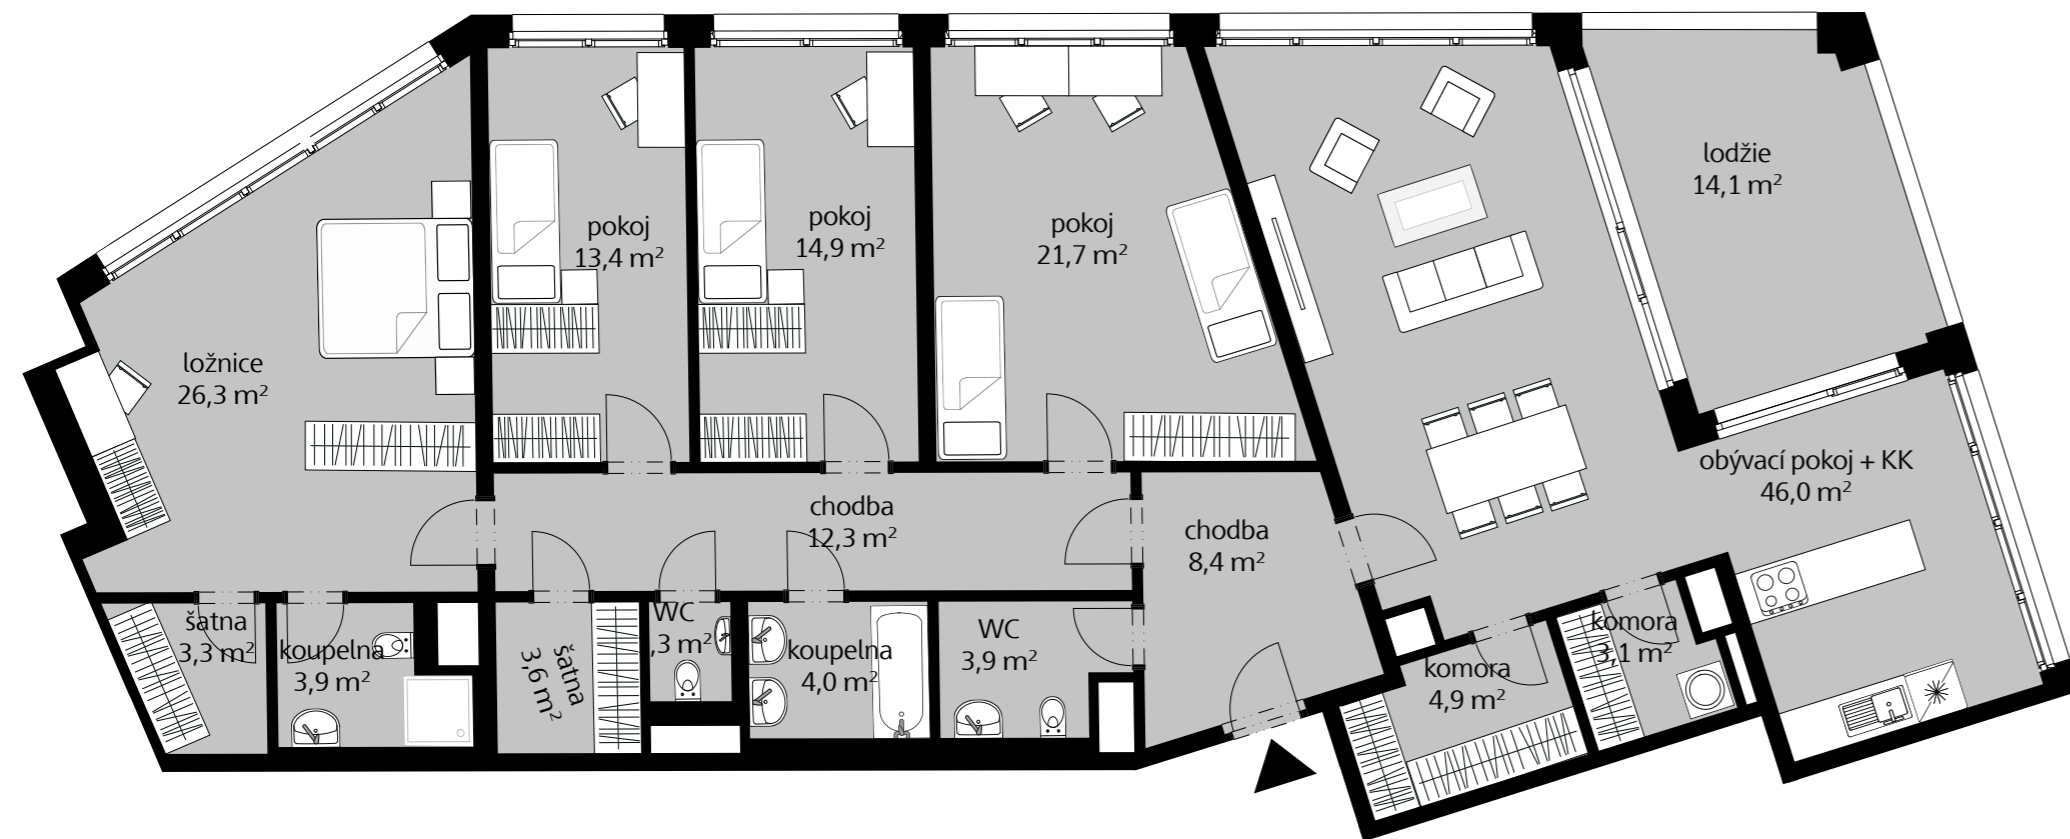 lodžie
14,1 m²
pokoj
13,4 m²
pokoj
14,9 m²
pokoj
21,7 m²
ložnice
26,3 m²
obývací pokoj + KK
46,0 m²
chodba
12,3 m²
chodba
8,4 m²
šatna
3,3 m²
koupelna
3,9 m²
šatna
3,6 m²
WC
,3 m²
koupelna
4,0 m²
WC
3,9 m²
komora
4,9 m²
komora
3,1 m²